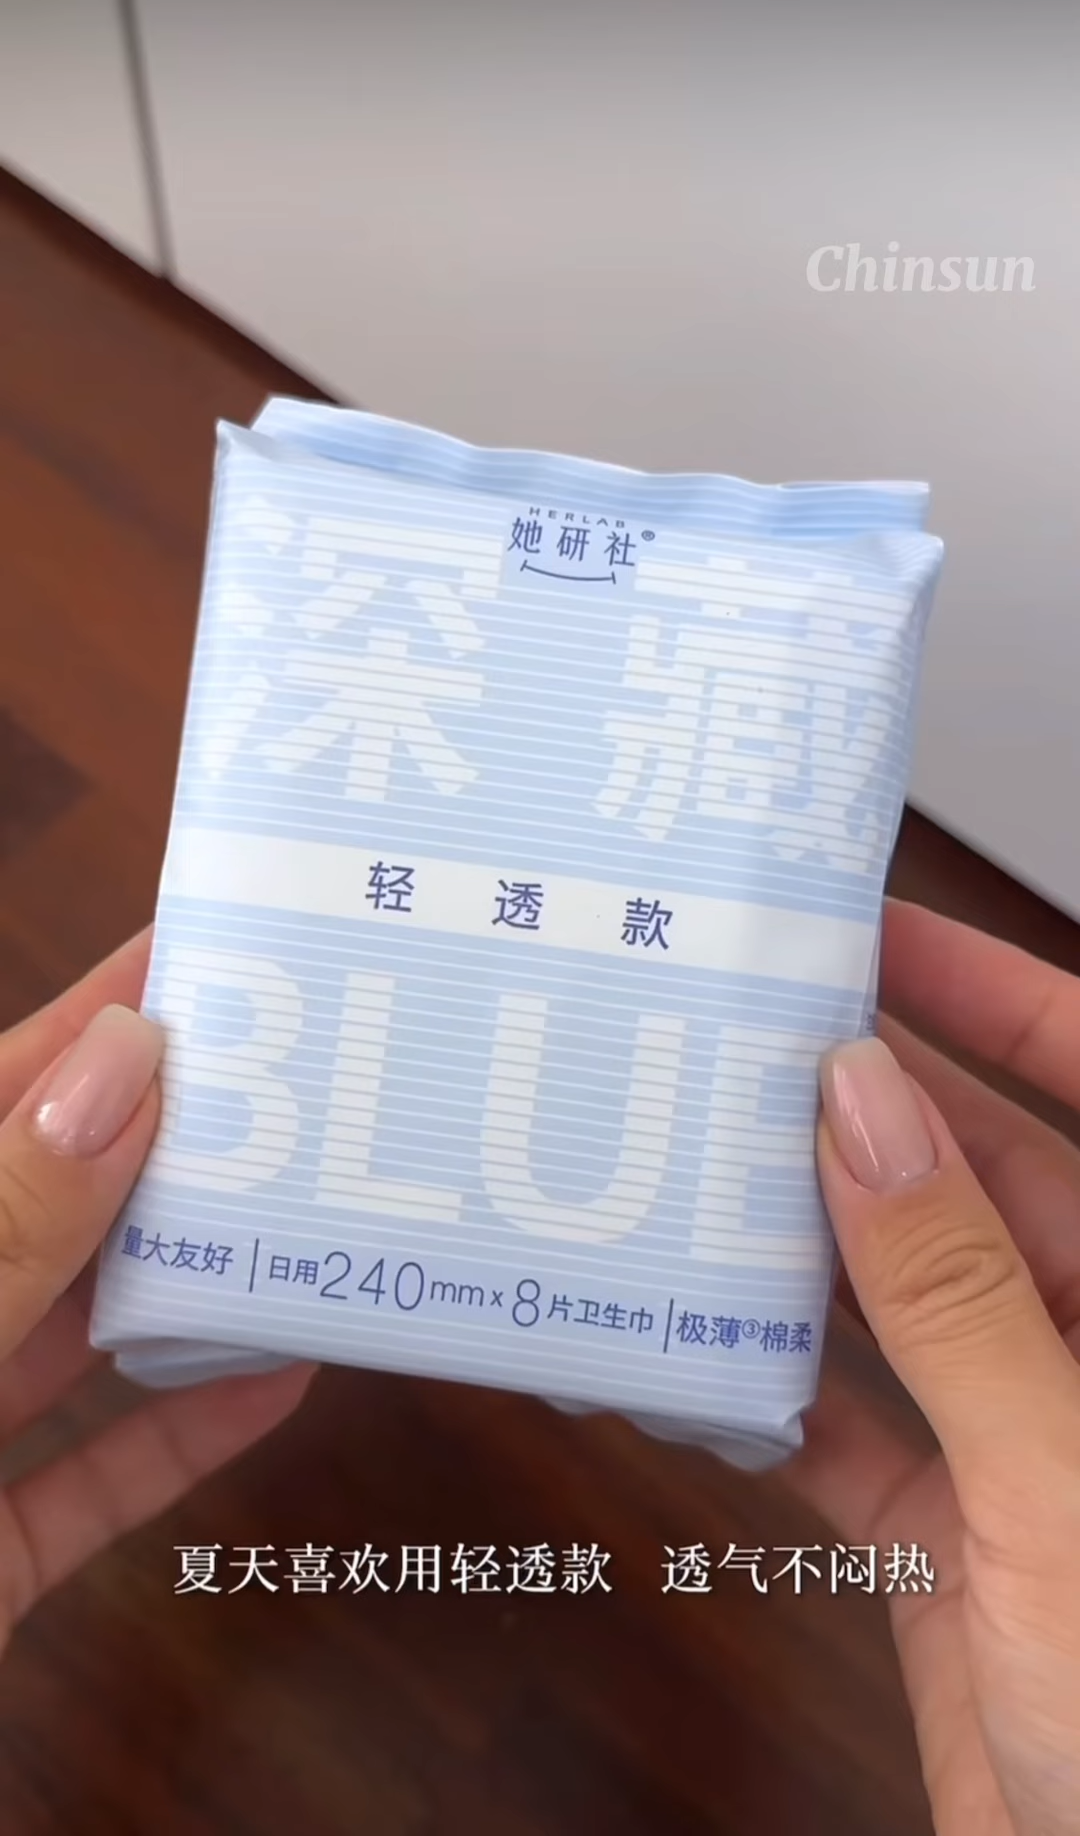 Chinsun
HERLAB
她研社®
深藏
轻透款
BLUE
量大友好 | 日用240mm×8片卫生巾 | 极薄③棉柔
夏天喜欢用轻透款 透气不闷热